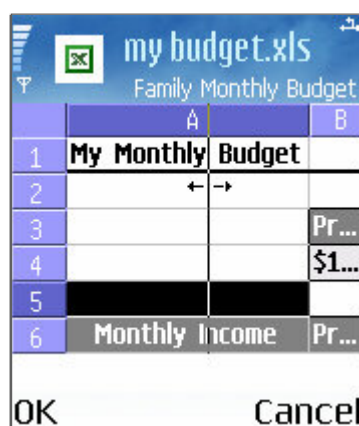 my budget.xls
Family Monthly Budget
A B
1 My Monthly Budget
2
3 Pr...
4 $1...
5
6 Monthly Income Pr...
OK Cancel